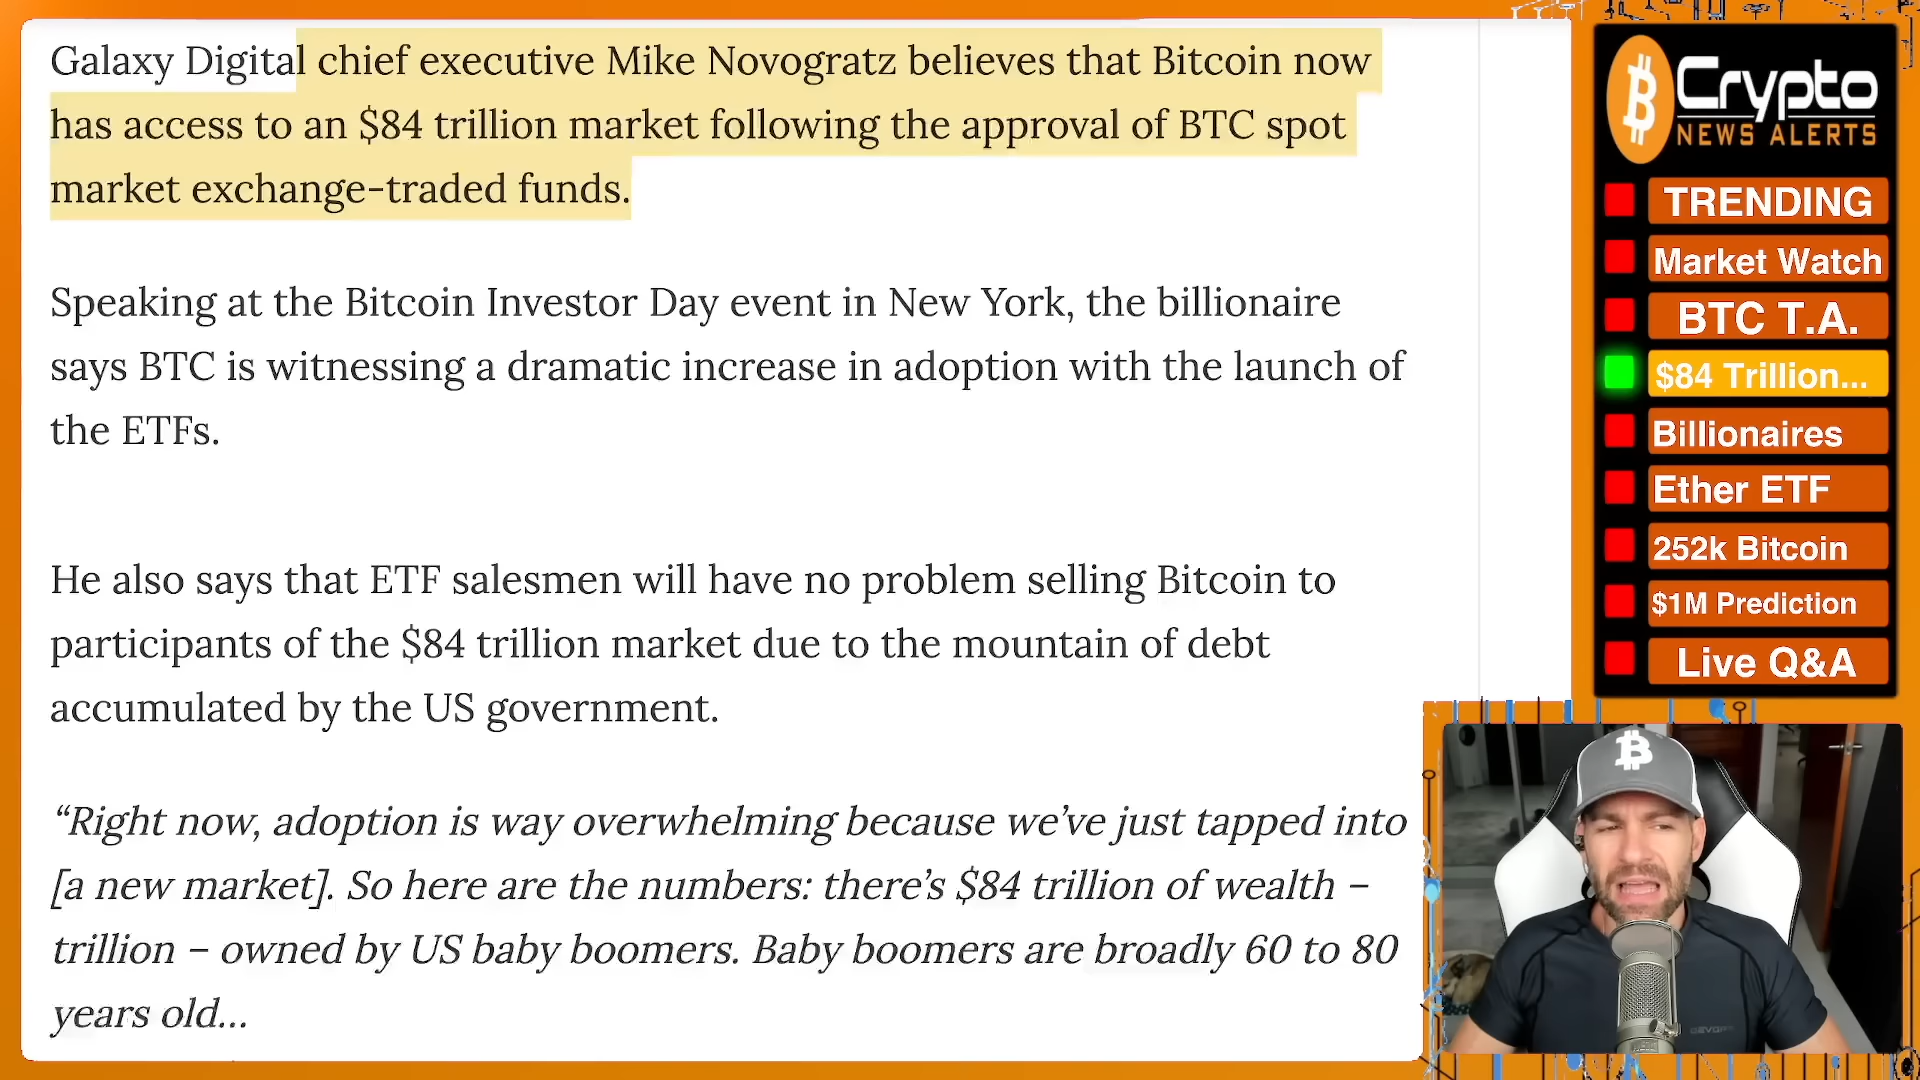 Galaxy Digital chief executive Mike Novogratz believes that Bitcoin now
has access to an $84 trillion market following the approval of BTC spot
market exchange-traded funds.
Speaking at the Bitcoin Investor Day event in New York, the billionaire
says BTC is witnessing a dramatic increase in adoption with the launch of
the ETFs.
He also says that ETF salesmen will have no problem selling Bitcoin to
participants of the $84 trillion market due to the mountain of debt
accumulated by the US government.
“Right now, adoption is way overwhelming because we’ve just tapped into
[a new market]. So here are the numbers: there’s $84 trillion of wealth –
trillion – owned by US baby boomers. Baby boomers are broadly 60 to 80
years old…
Crypto
NEWS ALERTS
TRENDING
Market Watch
BTC T.A.
$84 Trillion...
Billionaires
Ether ETF
252k Bitcoin
$1M Prediction
Live Q&A